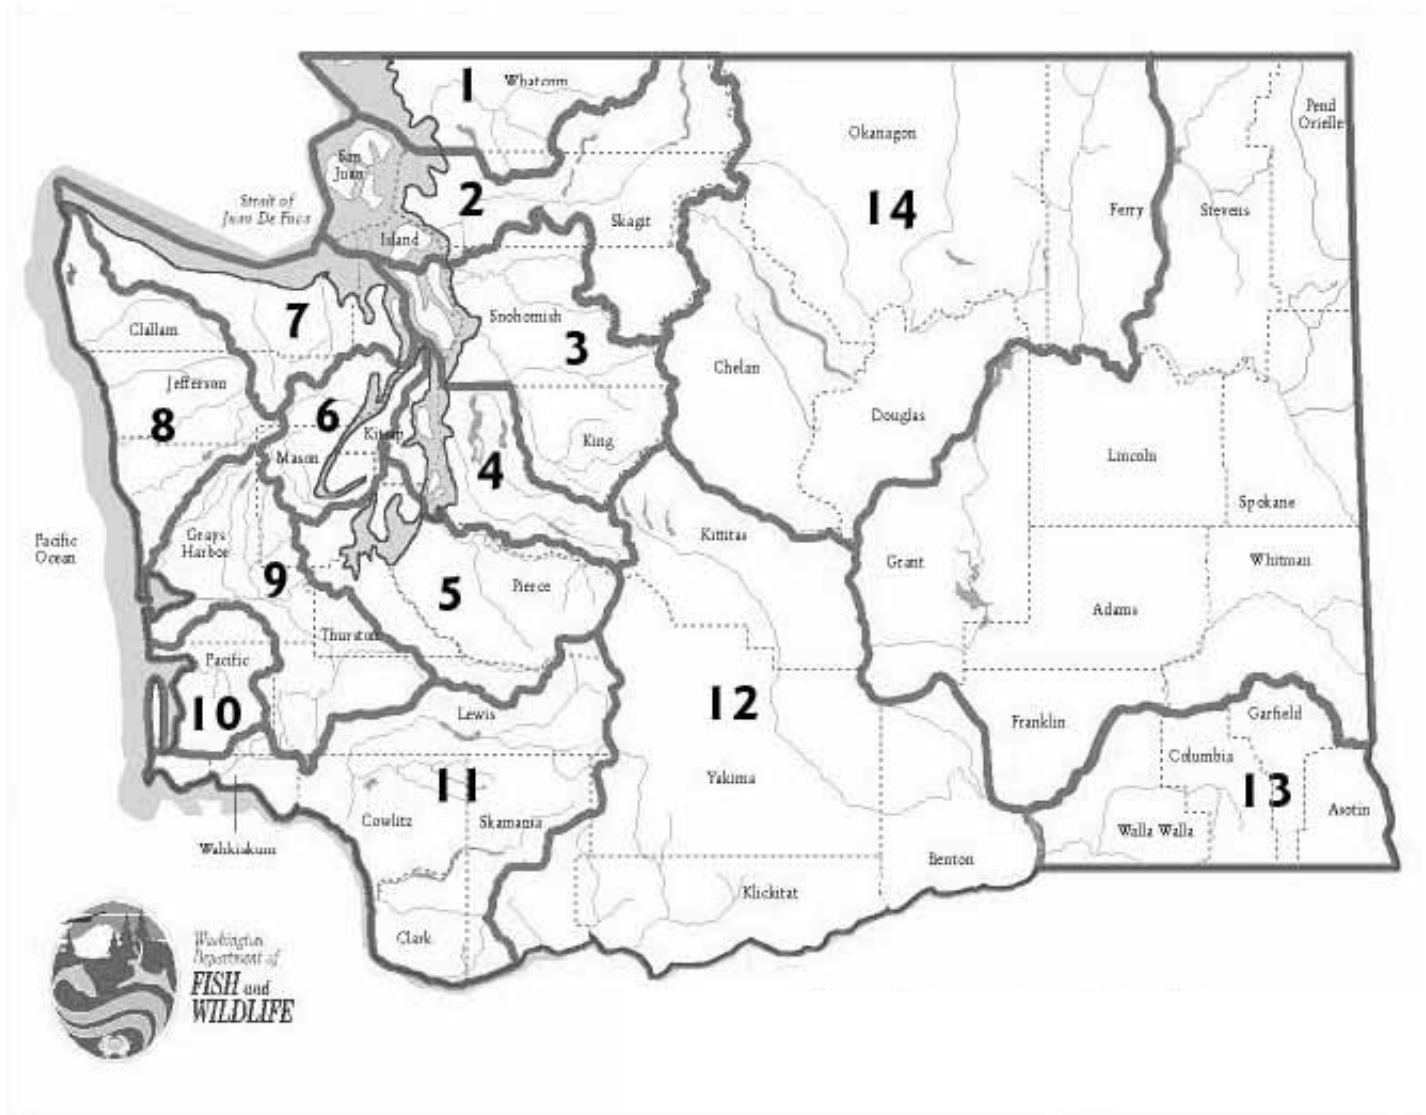 1
Whatcom
Pend
Orielle
Okanagon
San
Juan
2
14
Strait of
Juan De Fuca
Skagit
Ferry
Stevens
Island
7
Snohomish
Clallam
3
Chelan
Jefferson
8
6
Kitsap
Douglas
King
Mason
4
Lincoln
Spokane
Grays
Harbor
Kittitas
Pacific
Ocean
Grant
Whitman
9
5
Pierce
Adams
Thurston
Pacific
10
12
Lewis
Franklin
Garfield
Columbia
11
Yakima
13
Cowlitz
Skamania
Walla Walla
Asotin
Wahkiakum
Benton
Klickitat
Clark
Washington
Department of
FISH and
WILDLIFE